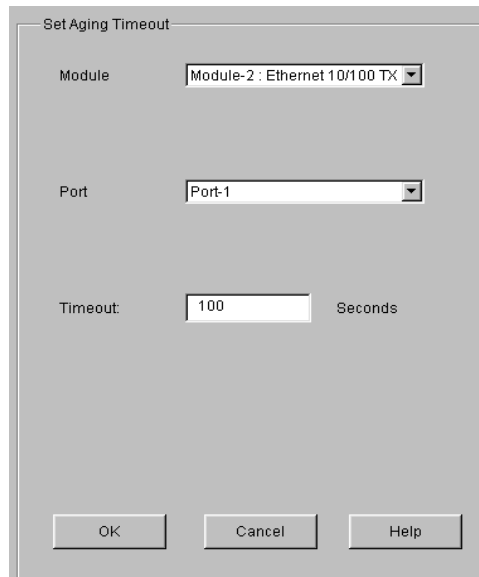 Set Aging Timeout
Module Module-2 : Ethernet 10/100 TX
Port Port-1
Timeout: 100 Seconds
OK Cancel Help